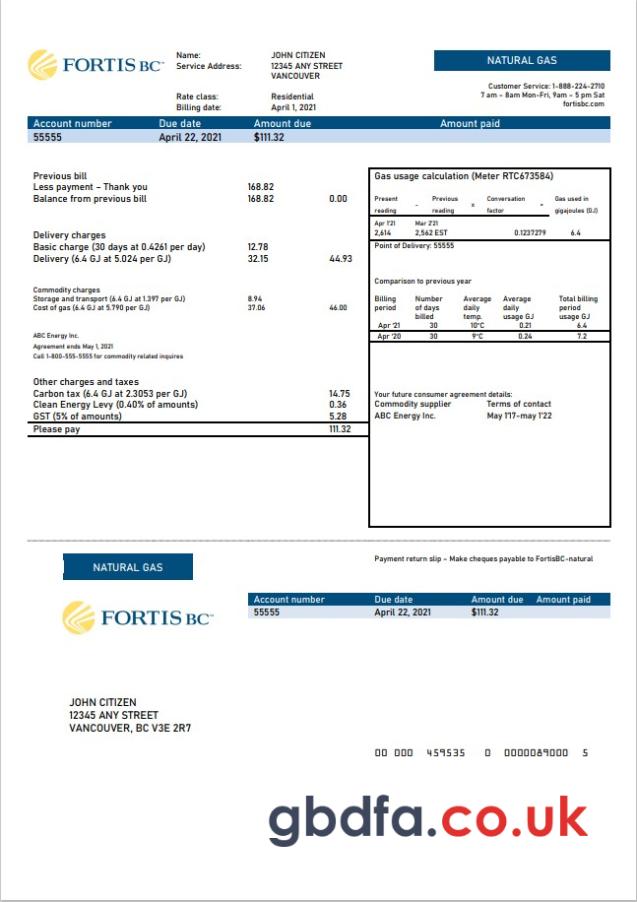 FORTIS BC™
Name: JOHN CITIZEN
Service Address: 12345 ANY STREET
VANCOUVER
Rate class: Residential
Billing date: April 1, 2021
NATURAL GAS
Customer Service: 1-888-224-2710
7 am - 8am Mon-Fri, 9am - 5 pm Sat
fortisbc.com
Account number Due date Amount due Amount paid
55555 April 22, 2021 $111.32
Previous bill
Less payment – Thank you 168.82
Balance from previous bill 168.82 0.00
Delivery charges
Basic charge (30 days at 0.4261 per day) 12.78
Delivery (6.4 GJ at 5.024 per GJ) 32.15 44.93
Commodity charges
Storage and transport (6.4 GJ at 1.397 per GJ) 8.94
Cost of gas (6.4 GJ at 5.790 per GJ) 37.06 46.00
ABC Energy Inc.
Agreement ends May 1, 2021
Call 1-800-555-5555 for commodity related inquires
Other charges and taxes
Carbon tax (6.4 GJ at 2.3053 per GJ) 14.75
Clean Energy Levy (0.40% of amounts) 0.36
GST (5% of amounts) 5.28
Please pay 111.32
Gas usage calculation (Meter RTC673584)
Present reading - Previous reading x Conversation factor = Gas used in gigajoules (GJ)
Apr 1'21 Mar 2'21
2,614 2,562 EST 0.1237279 6.4
Point of Delivery: 55555
Comparison to previous year
Billing period Number of days billed Average daily temp. Average daily usage GJ Total billing period usage GJ
Apr '21 30 10°C 0.21 6.4
Apr '20 30 9°C 0.24 7.2
Your future consumer agreement details:
Commodity supplier Terms of contact
ABC Energy Inc. May 1'17-may 1'22
NATURAL GAS
Payment return slip – Make cheques payable to FortisBC-natural
FORTIS BC™
Account number Due date Amount due Amount paid
55555 April 22, 2021 $111.32
JOHN CITIZEN
12345 ANY STREET
VANCOUVER, BC V3E 2R7
00 000 459535 0 0000089000 5
gbdfa.co.uk